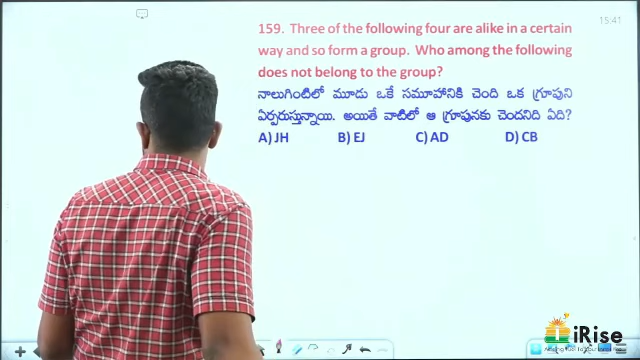 15:41
159. Three of the following four are alike in a certain
way and so form a group. Who among the following
does not belong to the group?
నాలుగింటిలో మూడు ఒకే సమూహానికి చెంది ఒక గ్రూపుని
ఏర్పరుస్తున్నాయి. అయితే వాటిలో ఆ గ్రూపునకు చెందనిది ఏది?
A) JH B) EJ C) AD D) CB
iRise